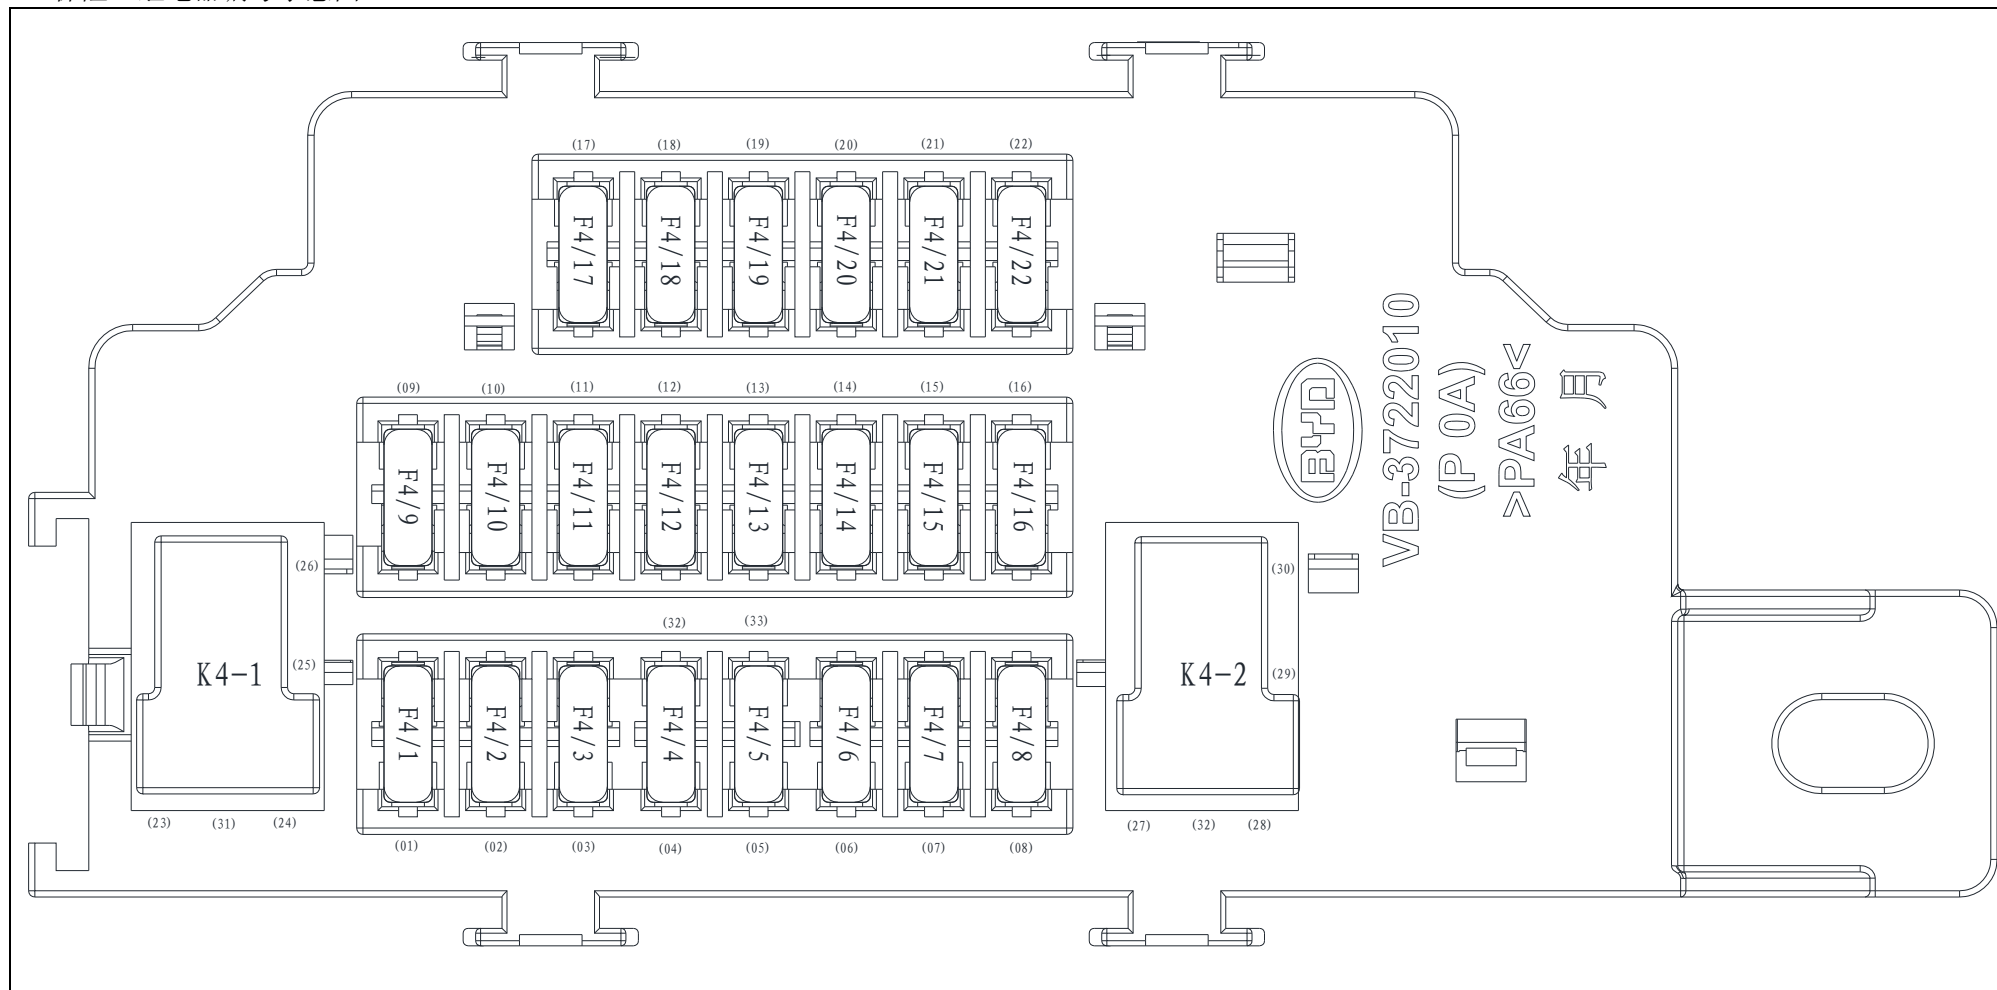 (17) (18) (19) (20) (21) (22)
F4/17 F4/18 F4/19 F4/20 F4/21 F4/22
(09) (10) (11) (12) (13) (14) (15) (16)
F4/9 F4/10 F4/11 F4/12 F4/13 F4/14 F4/15 F4/16
(32) (33)
F4/1 F4/2 F4/3 F4/4 F4/5 F4/6 F4/7 F4/8
(01) (02) (03) (04) (05) (06) (07) (08)
(26)
(25)
K4-1
(23) (31) (24)
(30)
(29)
K4-2
(27) (32) (28)
BYD
VB-3722010
(P 0A)
>PA66<
年 月